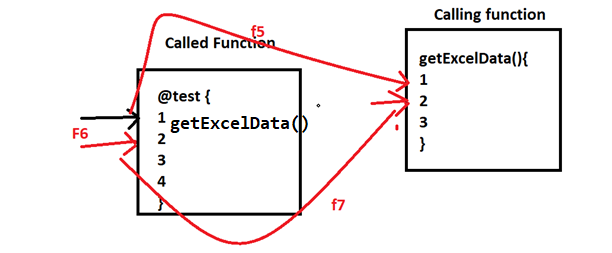 Calling function
f5
Called Function
getExcelData(){
1
2
3
}
@test {
1 getExcelData()
F6
2
3
4
}
f7